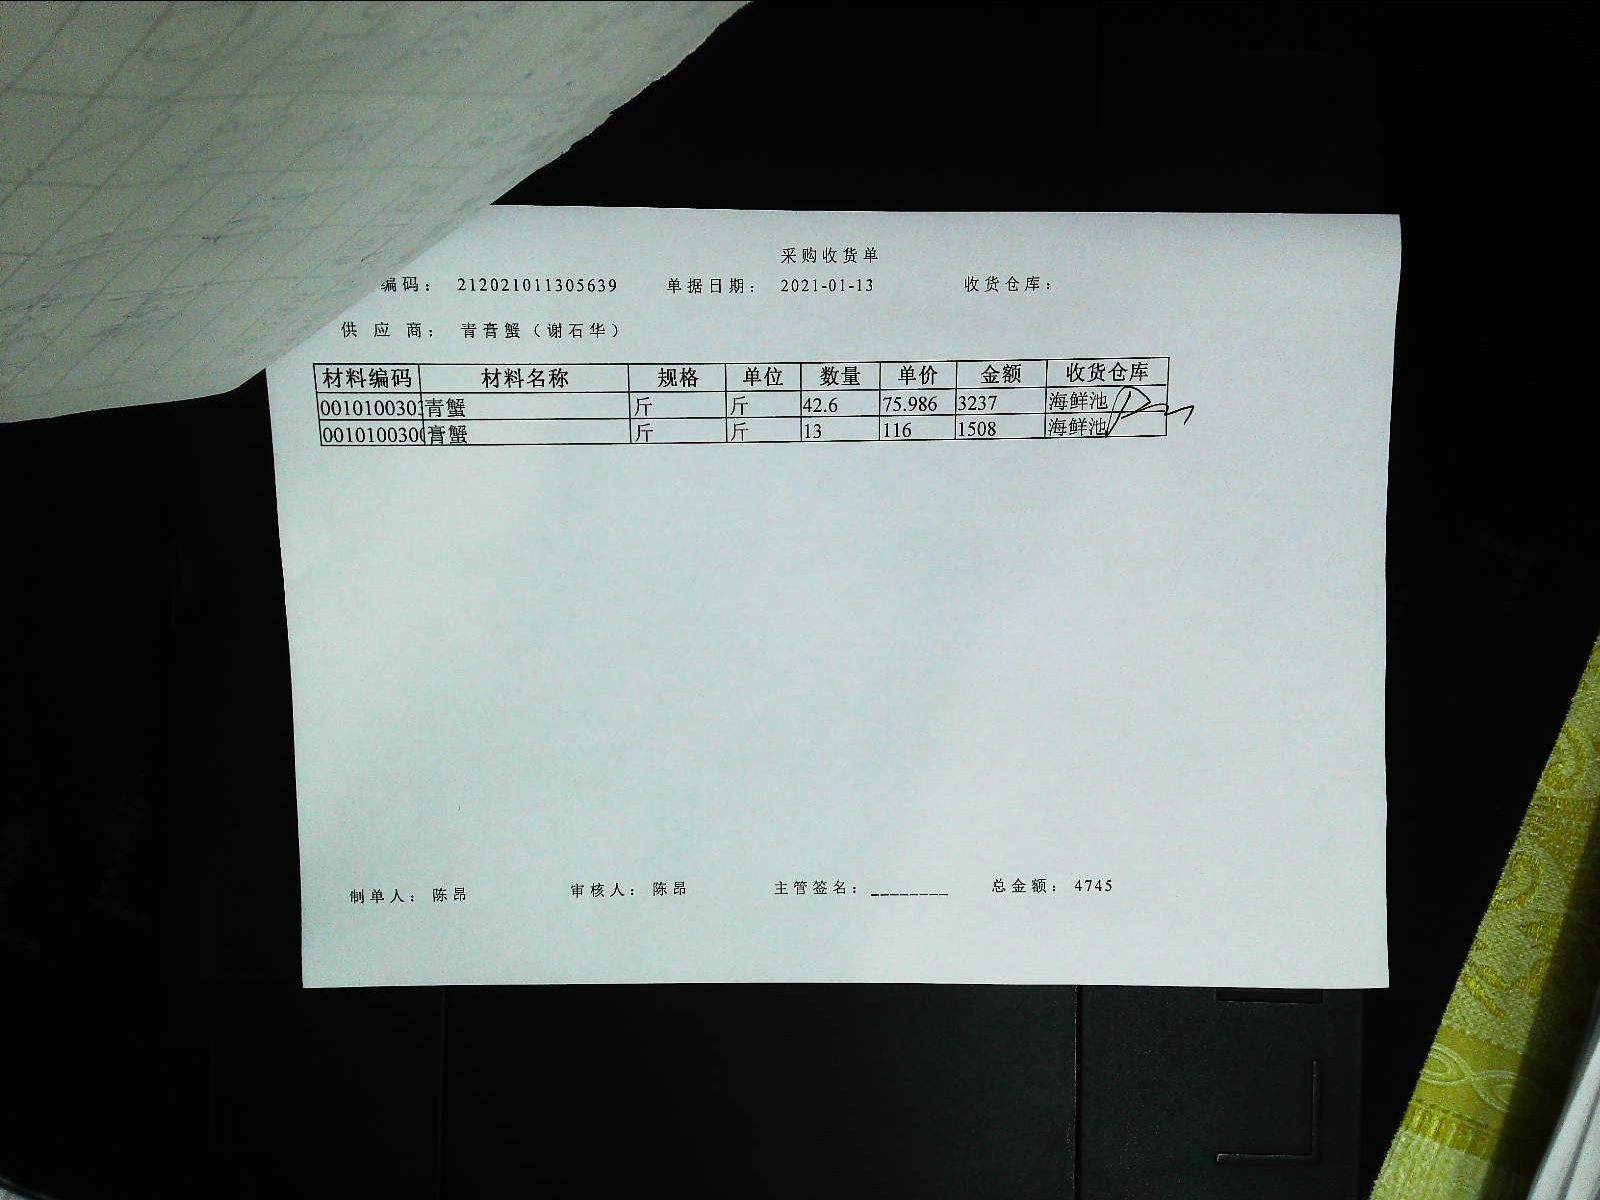 采购收货单
编码： 212021011305639 单据日期： 2021-01-13 收货仓库：
供应商： 青膏蟹（谢石华）
材料编码 材料名称 规格 单位 数量 单价 金额 收货仓库
0010100303 青蟹 斤 斤 42.6 75.986 3237 海鲜池
0010100300 膏蟹 斤 斤 13 116 1508 海鲜池
制单人： 陈昂 审核人： 陈昂 主管签名：________ 总金额： 4745